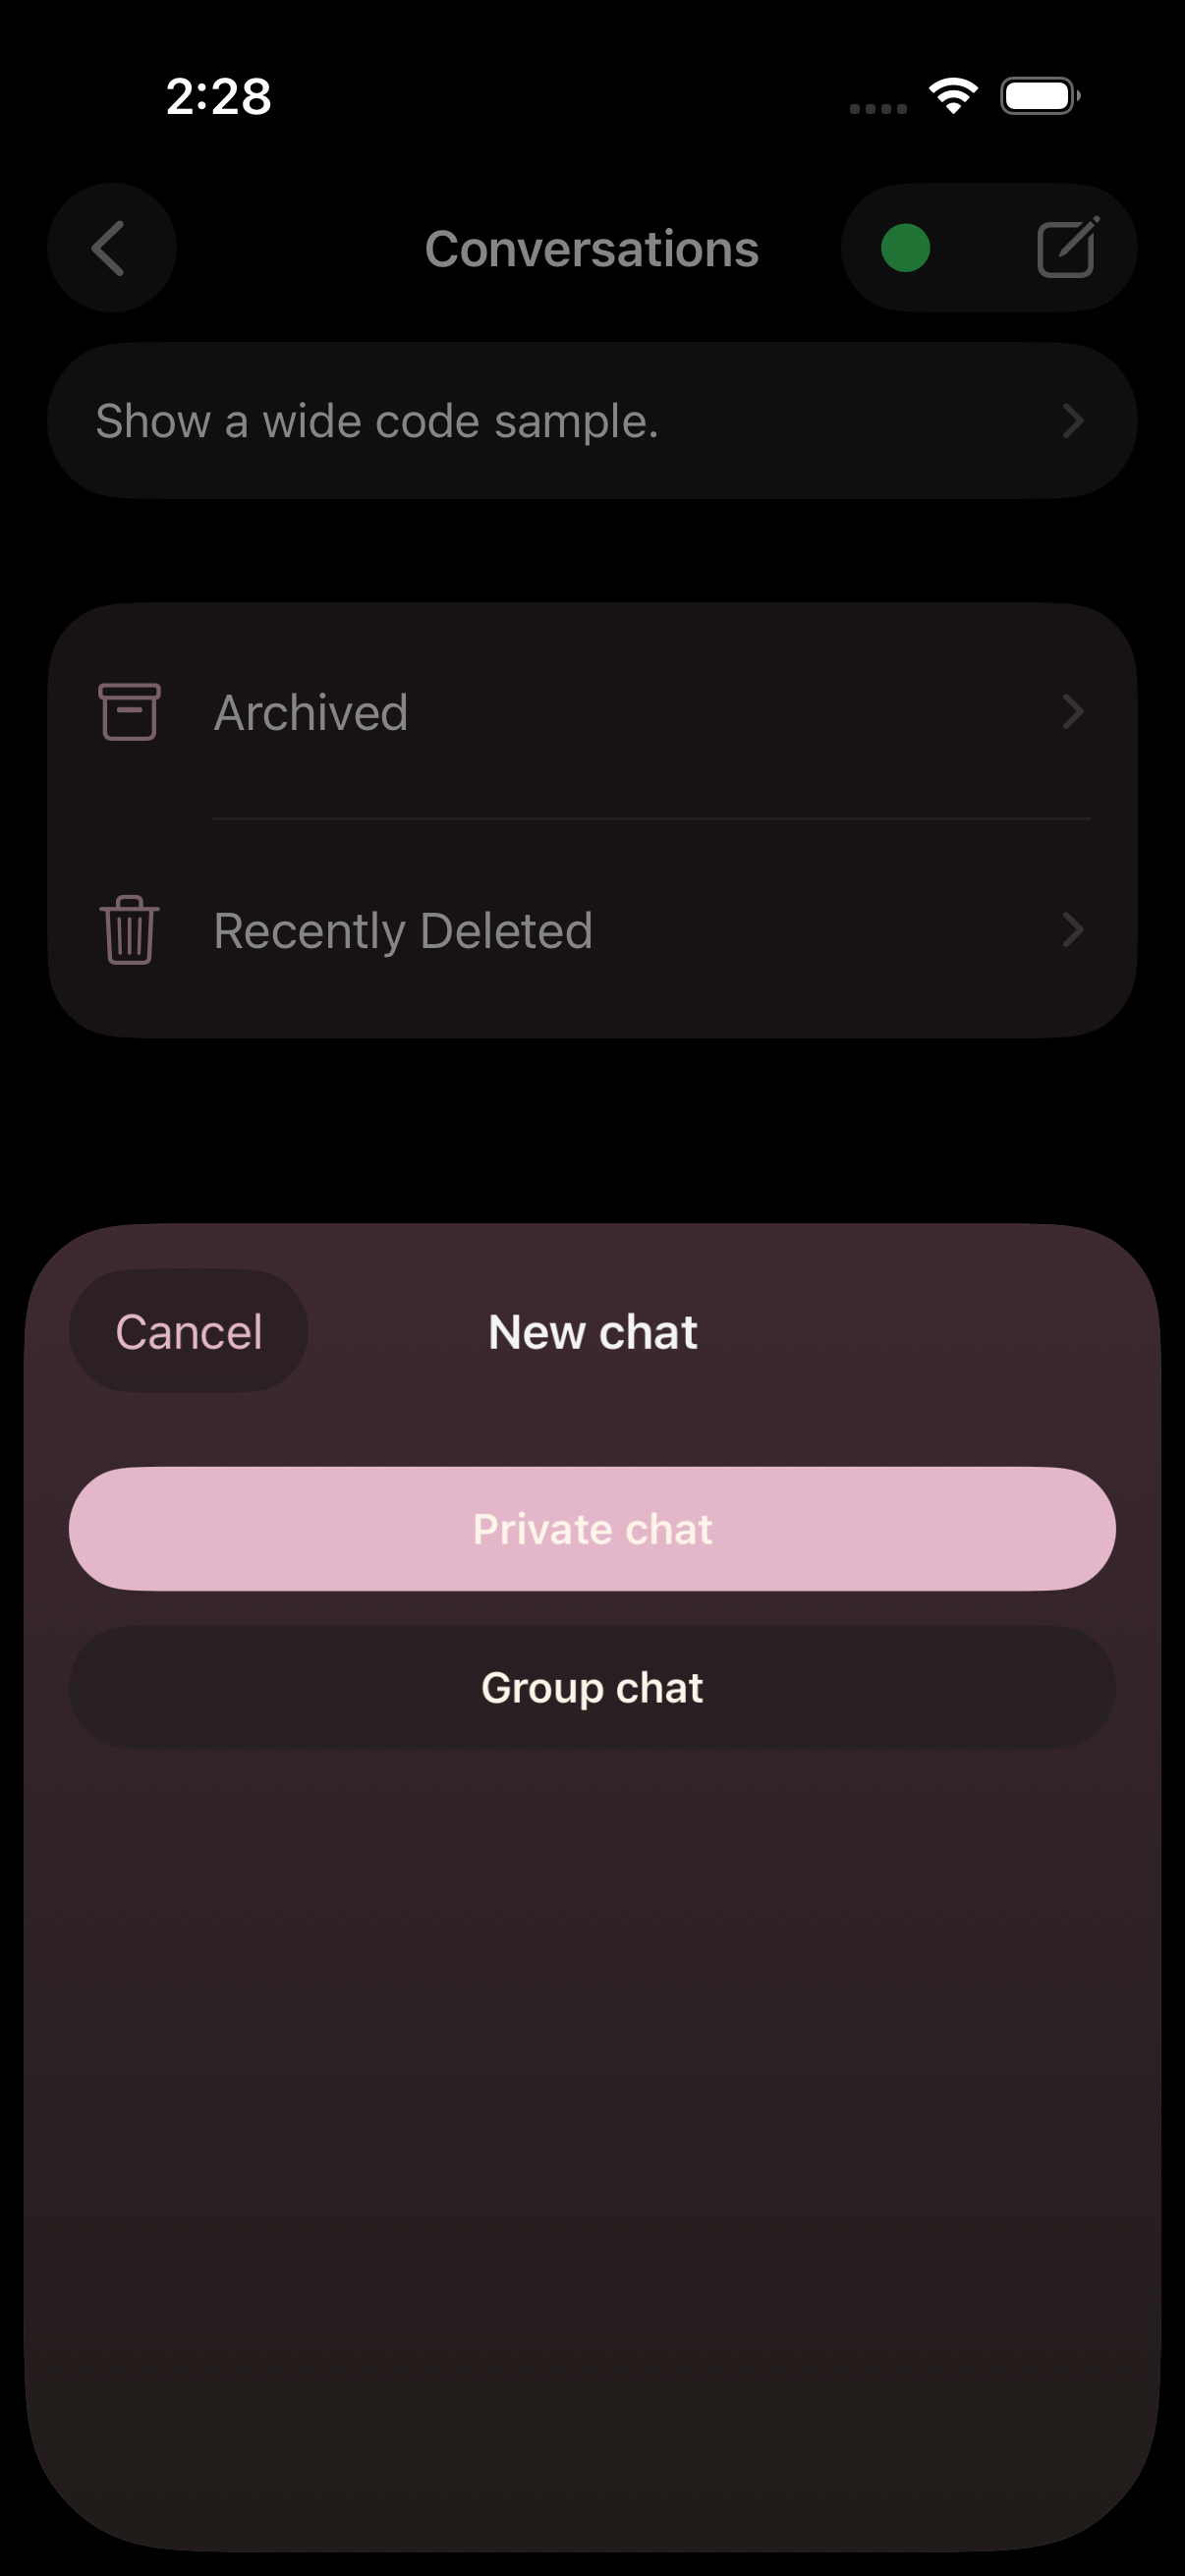 2:28
Conversations
Show a wide code sample.
Archived
Recently Deleted
Cancel
New chat
Private chat
Group chat